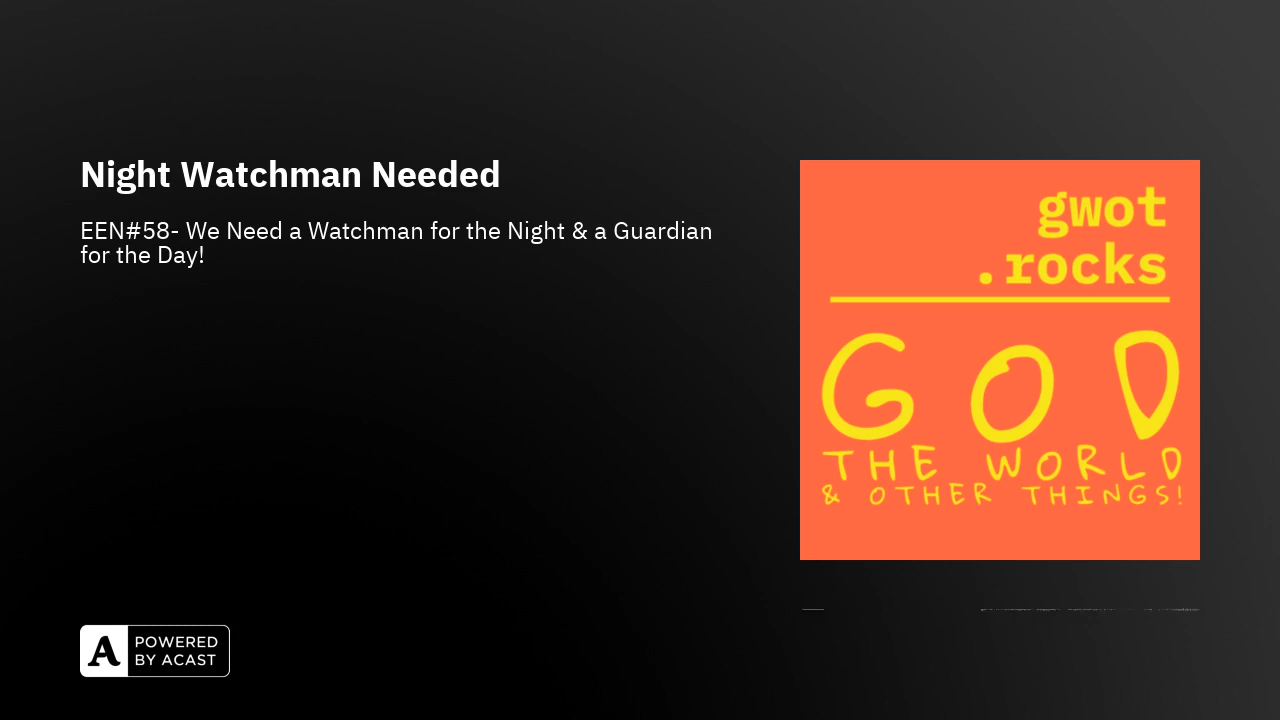 Night Watchman Needed
EEN#58- We Need a Watchman for the Night & a Guardian
for the Day!
gwot
.rocks
GOD
THE WORLD
& OTHER THINGS!
A
POWERED
BY ACAST